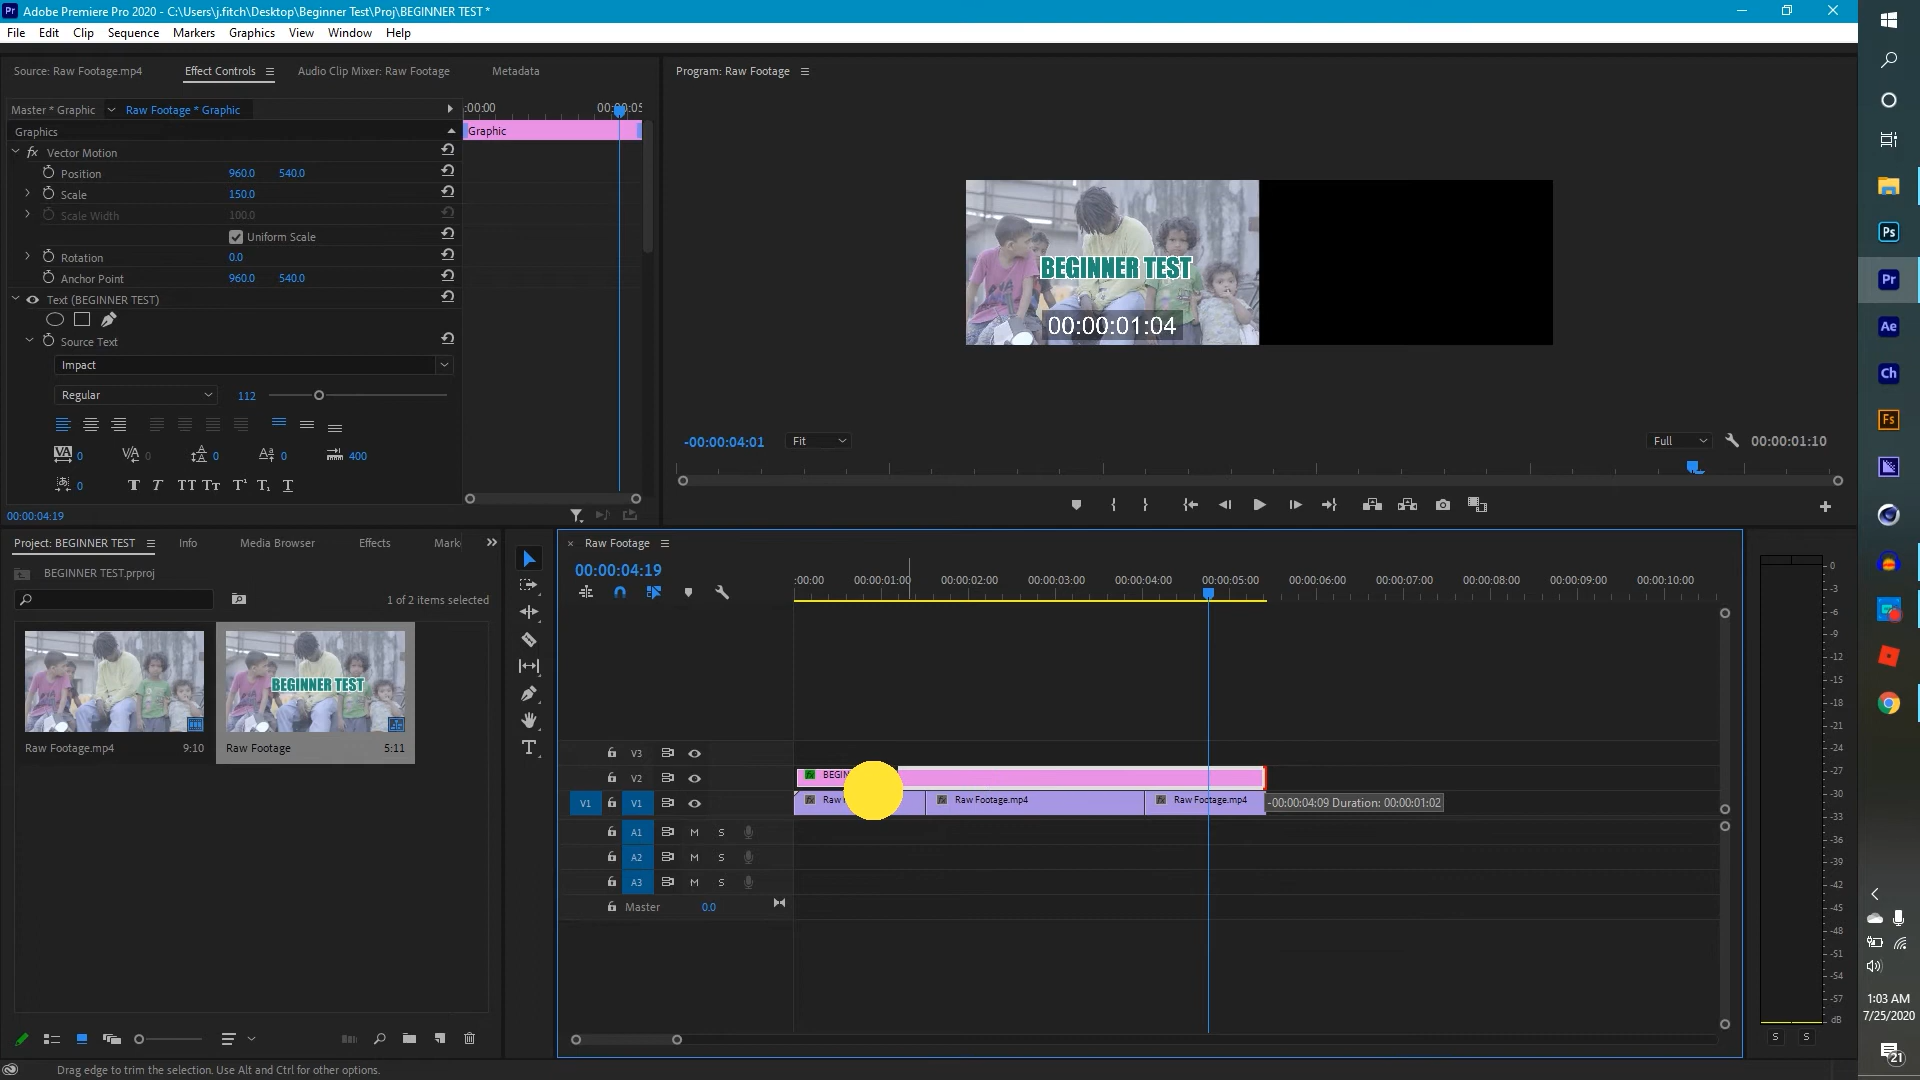 Adobe Premiere Pro 2020 - C:\Users\j.fitch\Desktop\Beginner Test\Proj\BEGINNER TEST *
File Edit Clip Sequence Markers Graphics View Window Help
Source: Raw Footage.mp4 Effect Controls Audio Clip Mixer: Raw Footage Metadata
Program: Raw Footage
Master * Graphic Raw Footage * Graphic
:00:00
Graphics
Graphic
Vector Motion
Position 960.0 540.0
Scale 150.0
Scale Width 100.0
Uniform Scale
Rotation 0.0
Anchor Point 960.0 540.0
Text (BEGINNER TEST)
Source Text
Impact
Regular 112
0 0 0 0 400
0
00:00:04:19
BEGINNER TEST
00:00:01:04
-00:00:04:01 Fit Full 00:00:01:10
Project: BEGINNER TEST Info Media Browser Effects Mark
BEGINNER TEST.prproj
1 of 2 items selected
BEGINNER TEST
Raw Footage.mp4 9:10
Raw Footage 5:11
Raw Footage
00:00:04:19
:00:00 00:00:01:00 00:00:02:00 00:00:03:00 00:00:04:00 00:00:05:00 00:00:06:00 00:00:07:00 00:00:08:00 00:00:09:00 00:00:10:00
V3
V2 BEGIN
V1 V1 Raw Raw Footage.mp4 Raw Footage.mp4
-00:00:04:09 Duration: 00:00:01:02
A1 M S
A2 M S
A3 M S
Master 0.0
0
-3
-6
-9
-12
-15
-18
-21
-24
-27
-30
-33
-36
-39
-42
-45
-48
-51
-54
-57
dB
S S
Drag edge to trim the selection. Use Alt and Ctrl for other options.
Pr
Ps
Pr
Ae
Ch
Fs
1:03 AM
7/25/2020
21